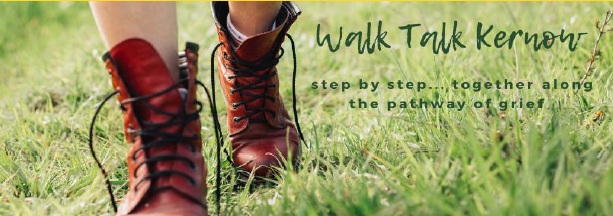 Walk Talk Kernow
step by step... together along
the pathway of grief